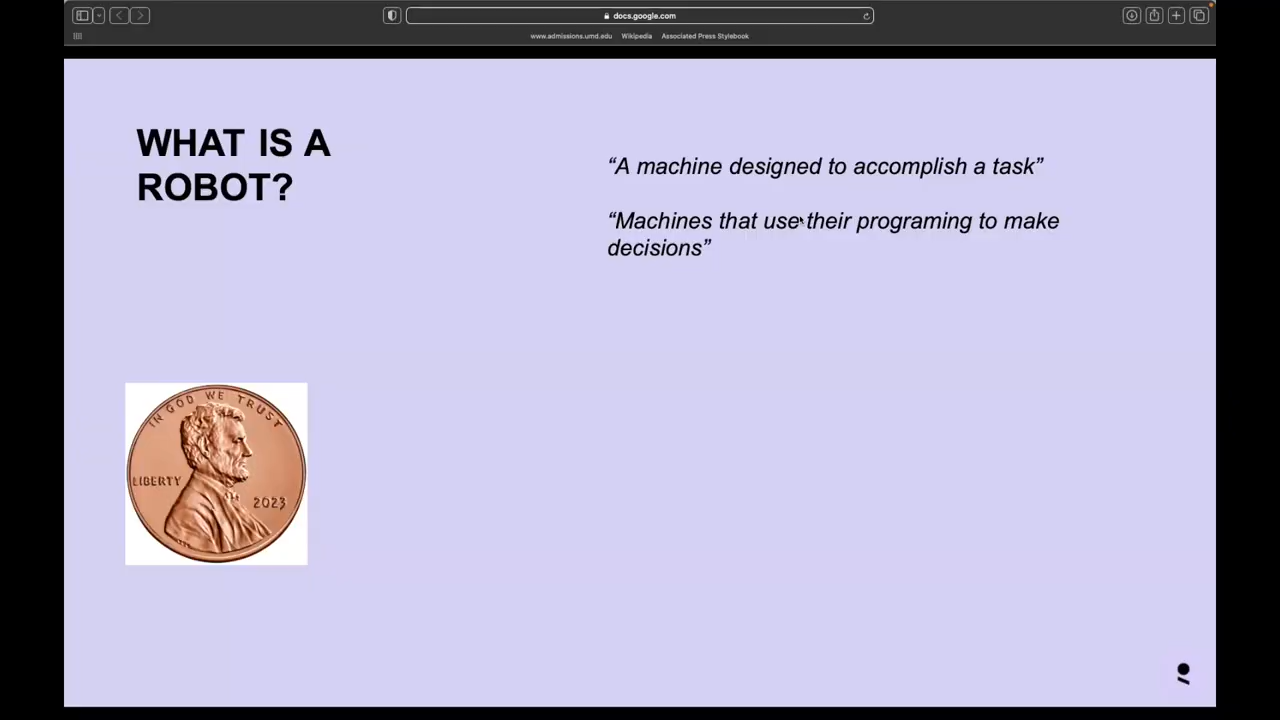 docs.google.com
www.admissions.umd.edu Wikipedia Associated Press Stylebook
WHAT IS A
ROBOT?
“A machine designed to accomplish a task”
“Machines that use their programing to make
decisions”
IN GOD WE TRUST
LIBERTY
2023